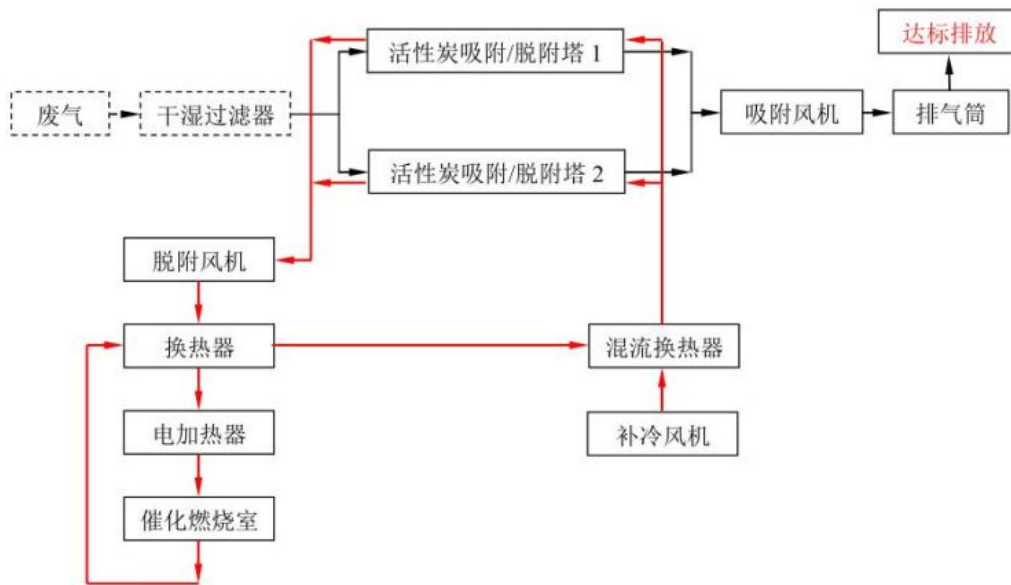 达标排放
活性炭吸附/脱附塔 1
废气
干湿过滤器
吸附风机
排气筒
活性炭吸附/脱附塔 2
脱附风机
换热器
混流换热器
电加热器
补冷风机
催化燃烧室